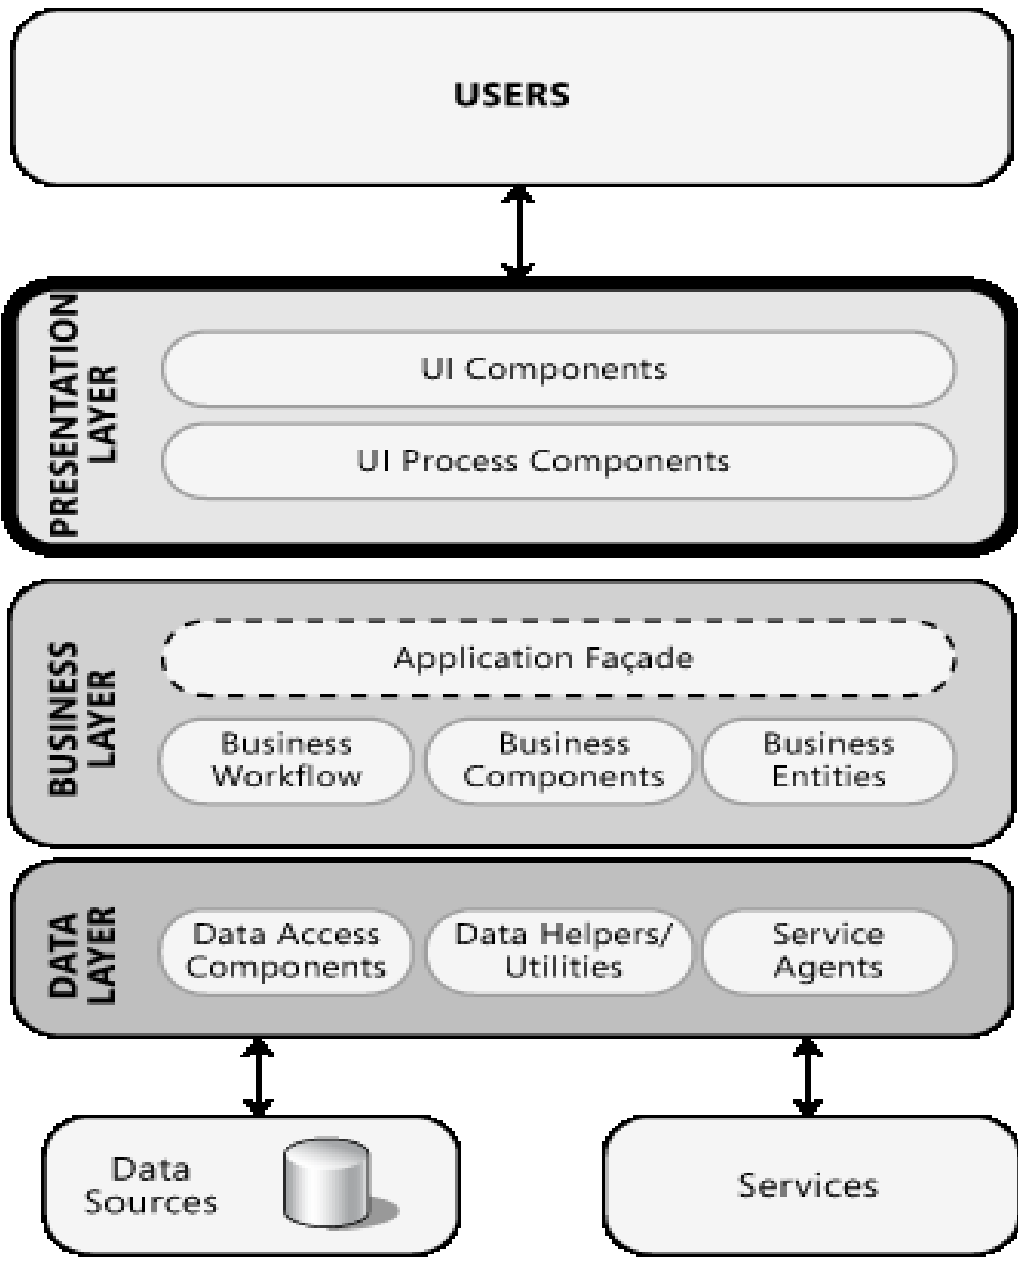 USERS
PRESENTATION
LAYER
UI Components
UI Process Components
BUSINESS
LAYER
Application Façade
Business
Workflow
Business
Components
Business
Entities
DATA
LAYER
Data Access
Components
Data Helpers/
Utilities
Service
Agents
Data
Sources
Services